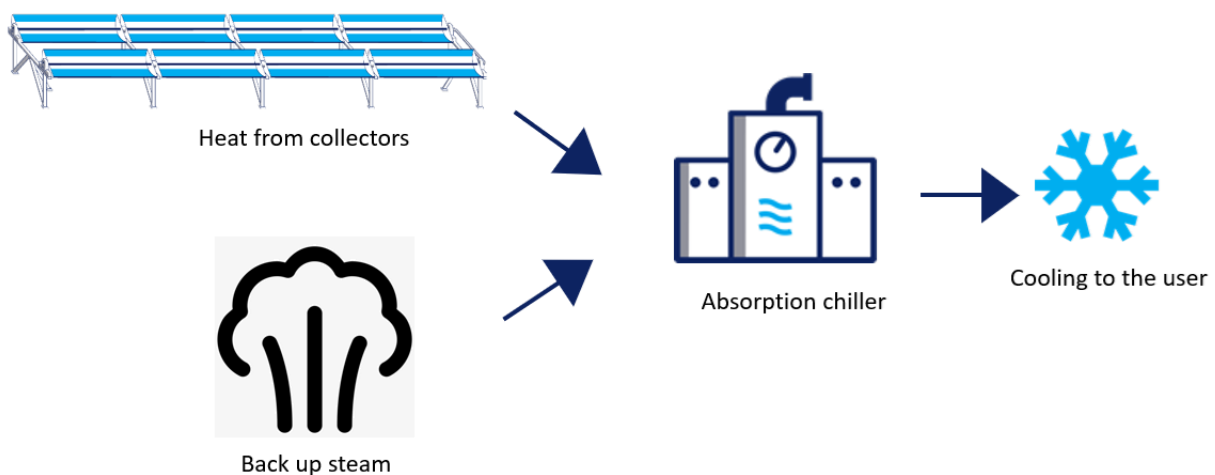 Heat from collectors
Back up steam
Absorption chiller
Cooling to the user